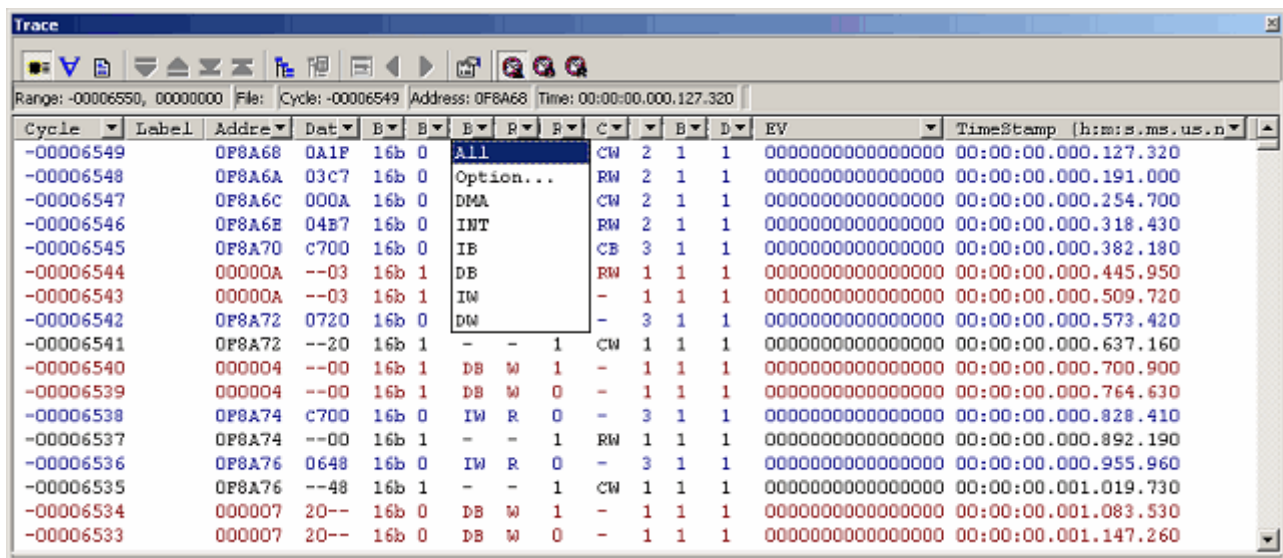 Trace
Range: -00006550, 00000000 File: Cycle: -00006549 Address: 0F8A68 Time: 00:00:00.000.127.320
Cycle Label Addre Dat B B B R R C B D EV TimeStamp (h:m:s.ms.us.n
-00006549 0F8A68 0A1F 16b 0 All CW 2 1 1 0000000000000000 00:00:00.000.127.320
-00006548 0F8A6A 03C7 16b 0 Option... RW 2 1 1 0000000000000000 00:00:00.000.191.000
-00006547 0F8A6C 000A 16b 0 DMA CW 2 1 1 0000000000000000 00:00:00.000.254.700
-00006546 0F8A6E 04B7 16b 0 INT RW 2 1 1 0000000000000000 00:00:00.000.318.430
-00006545 0F8A70 C700 16b 0 IB CB 3 1 1 0000000000000000 00:00:00.000.382.180
-00006544 00000A --03 16b 1 DB RW 1 1 1 0000000000000000 00:00:00.000.445.950
-00006543 00000A --03 16b 1 IW - 1 1 1 0000000000000000 00:00:00.000.509.720
-00006542 0F8A72 0720 16b 0 DW - 3 1 1 0000000000000000 00:00:00.000.573.420
-00006541 0F8A72 --20 16b 1 - - 1 CW 1 1 1 0000000000000000 00:00:00.000.637.160
-00006540 000004 --00 16b 1 DB W 1 - 1 1 1 0000000000000000 00:00:00.000.700.900
-00006539 000004 --00 16b 1 DB W 0 - 1 1 1 0000000000000000 00:00:00.000.764.630
-00006538 0F8A74 C700 16b 0 IW R 0 - 3 1 1 0000000000000000 00:00:00.000.828.410
-00006537 0F8A74 --00 16b 1 - - 1 RW 1 1 1 0000000000000000 00:00:00.000.892.190
-00006536 0F8A76 0648 16b 0 IW R 0 - 3 1 1 0000000000000000 00:00:00.000.955.960
-00006535 0F8A76 --48 16b 1 - - 1 CW 1 1 1 0000000000000000 00:00:00.001.019.730
-00006534 000007 20-- 16b 0 DB W 1 - 1 1 1 0000000000000000 00:00:00.001.083.530
-00006533 000007 20-- 16b 0 DB W 0 - 1 1 1 0000000000000000 00:00:00.001.147.260